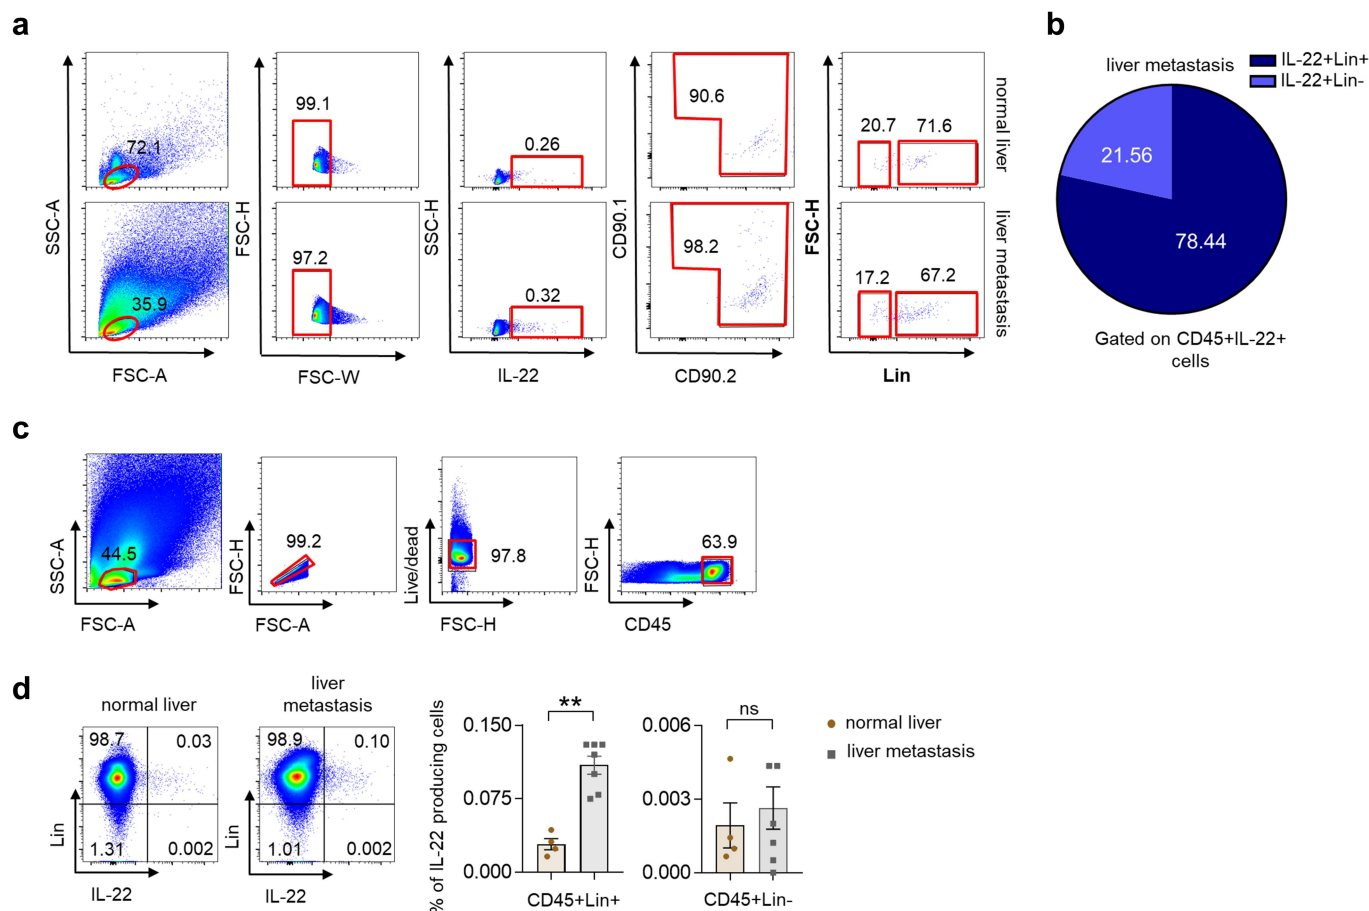 a
SSC-A
72.1
35.9
FSC-A
FSC-H
99.1
97.2
FSC-W
SSC-H
0.26
0.32
IL-22
CD90.1
90.6
98.2
CD90.2
FSC-H
20.7 71.6
17.2 67.2
Lin
normal liver
liver metastasis
b
liver metastasis
IL-22+Lin+
IL-22+Lin-
21.56
78.44
Gated on CD45+IL-22+
cells
c
SSC-A
44.5
FSC-A
FSC-H
99.2
FSC-A
Live/dead
97.8
FSC-H
FSC-H
63.9
CD45
d
normal liver
98.7 0.03
1.31 0.002
Lin
IL-22
liver
metastasis
98.9 0.10
1.01 0.002
Lin
IL-22
% of IL-22 producing cells
0.150
0.075
0.000
**
CD45+Lin+
0.006
0.003
0.000
ns
CD45+Lin-
normal liver
liver metastasis